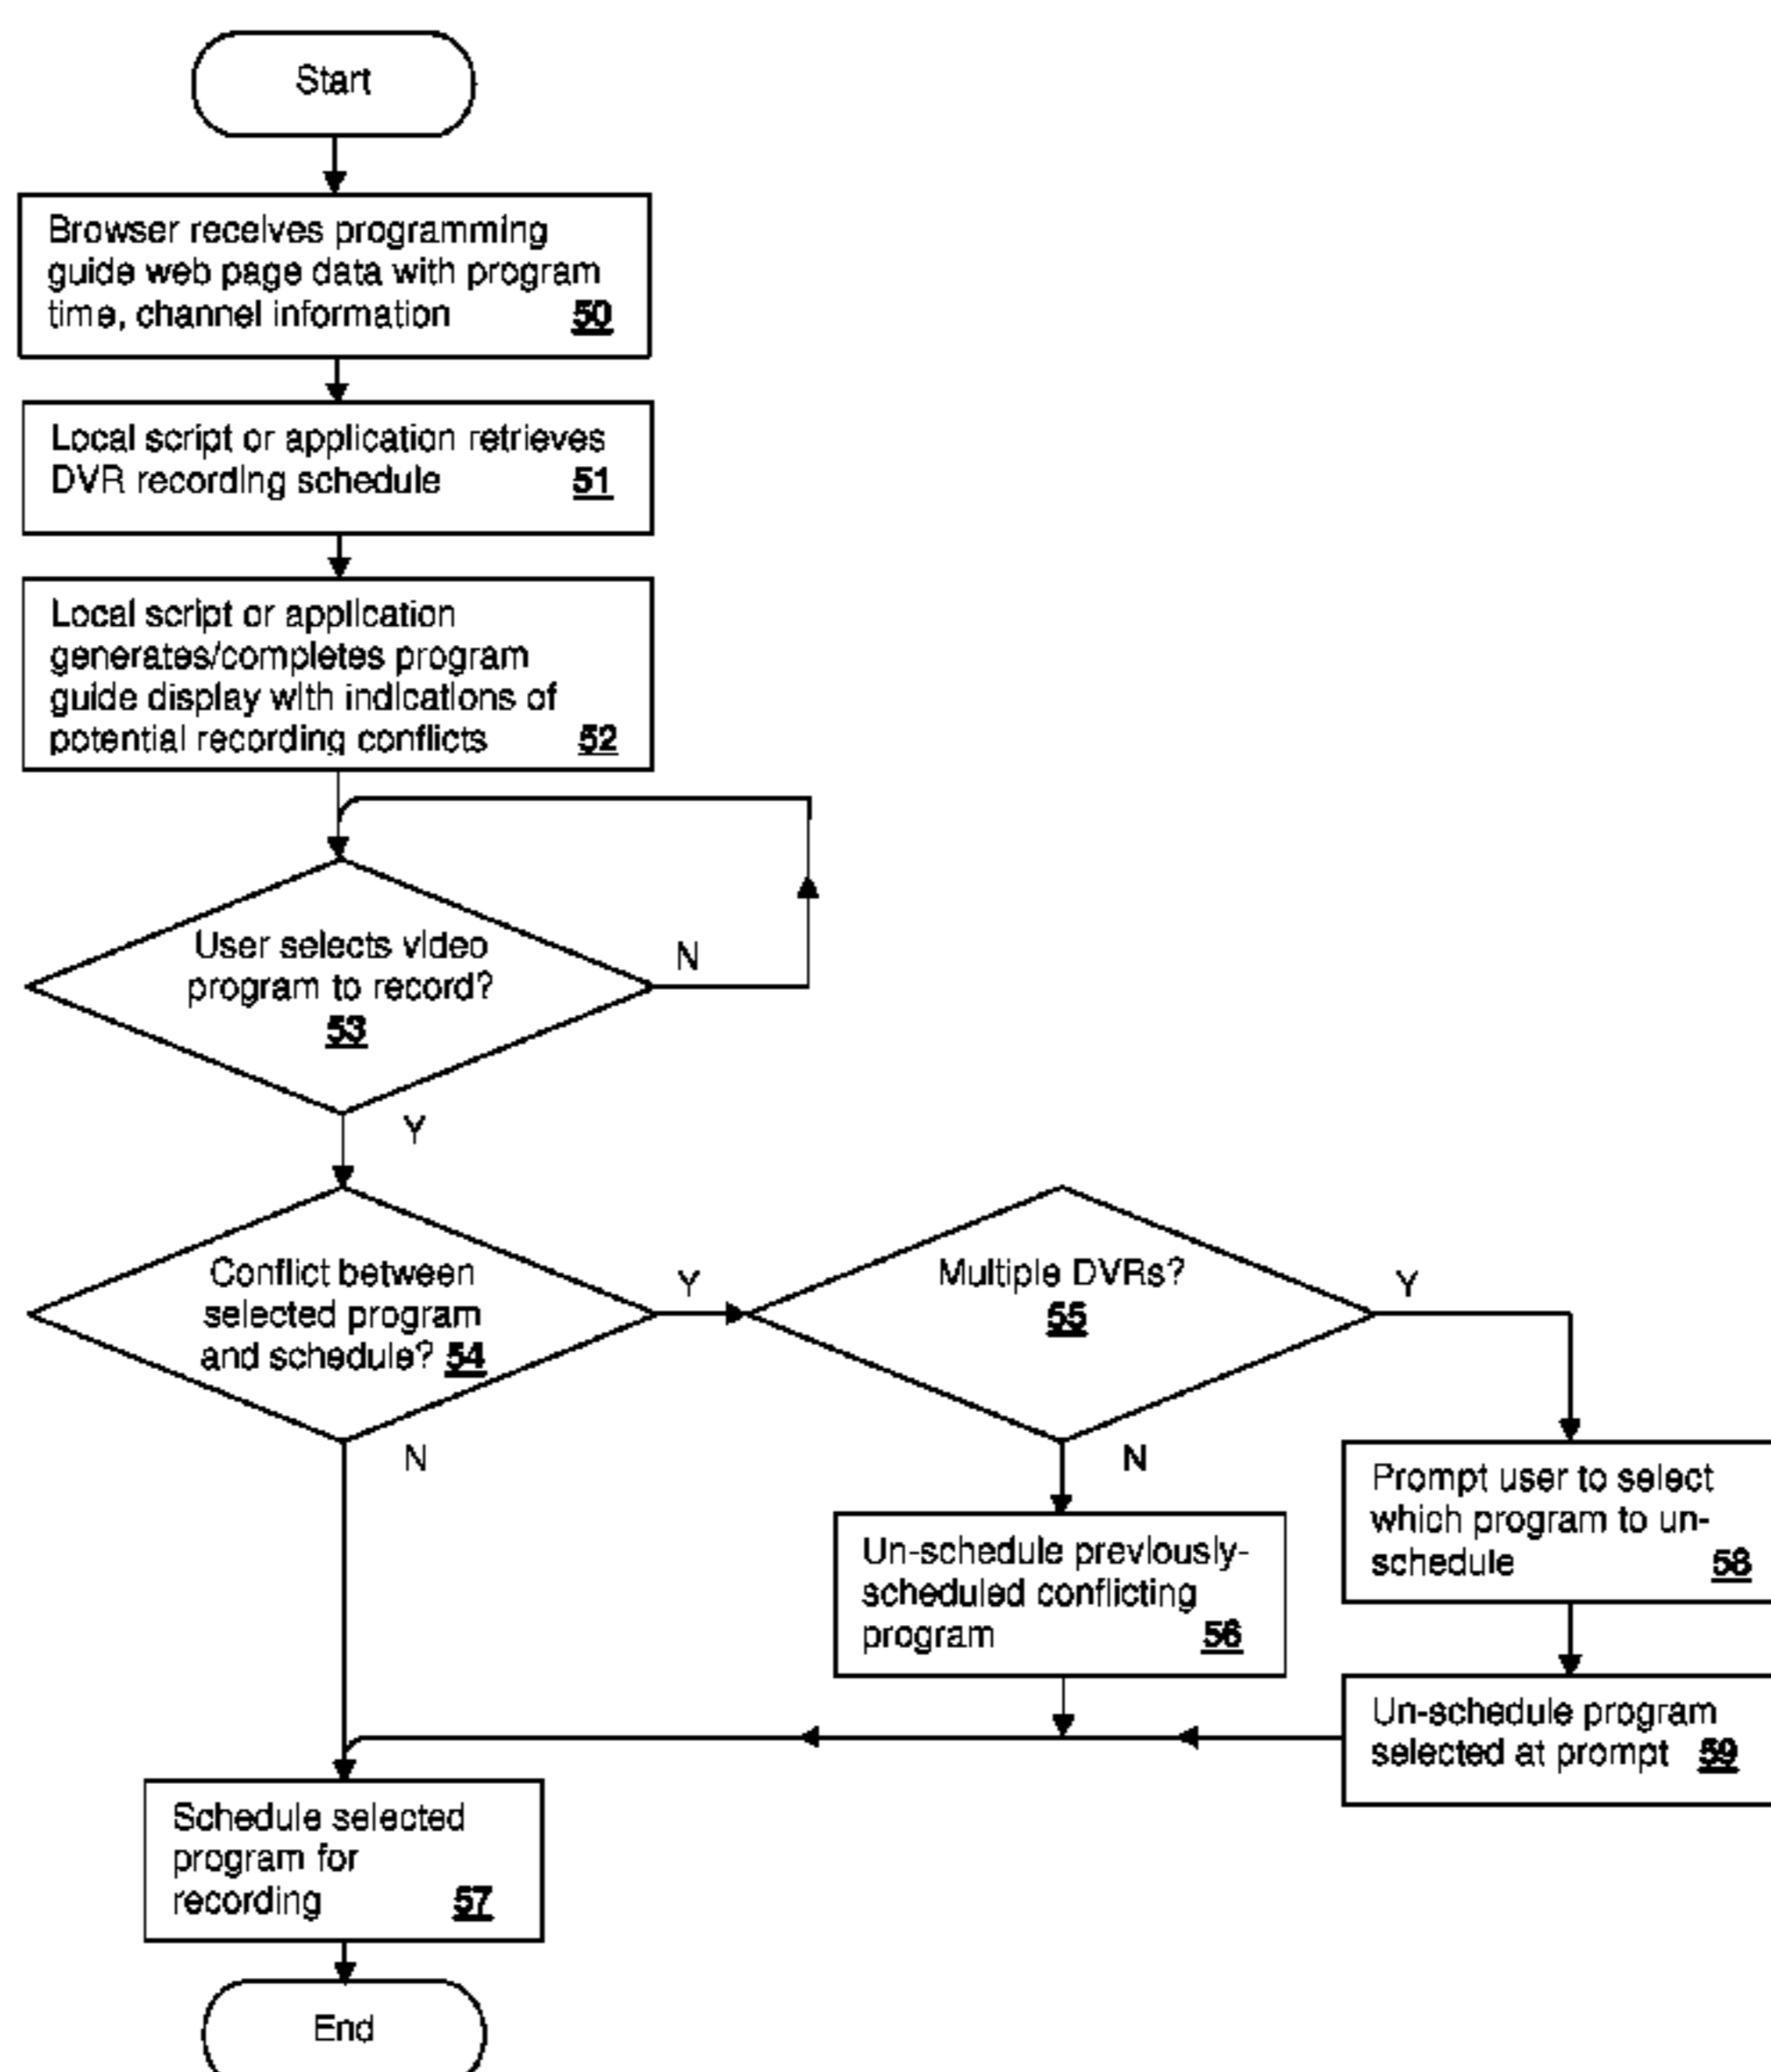 Start
Browser receives programming
guide web page data with program
time, channel information 50
Local script or application retrieves
DVR recording schedule 51
Local script or application
generates/completes program
guide display with indications of
potential recording conflicts 52
User selects video
program to record?
53
N
Y
Conflict between
selected program
and schedule? 54
Y
N
Multiple DVRs?
55
Y
N
Prompt user to select
which program to un-
schedule 58
Un-schedule previously-
scheduled conflicting
program 56
Un-schedule program
selected at prompt 59
Schedule selected
program for
recording 57
End